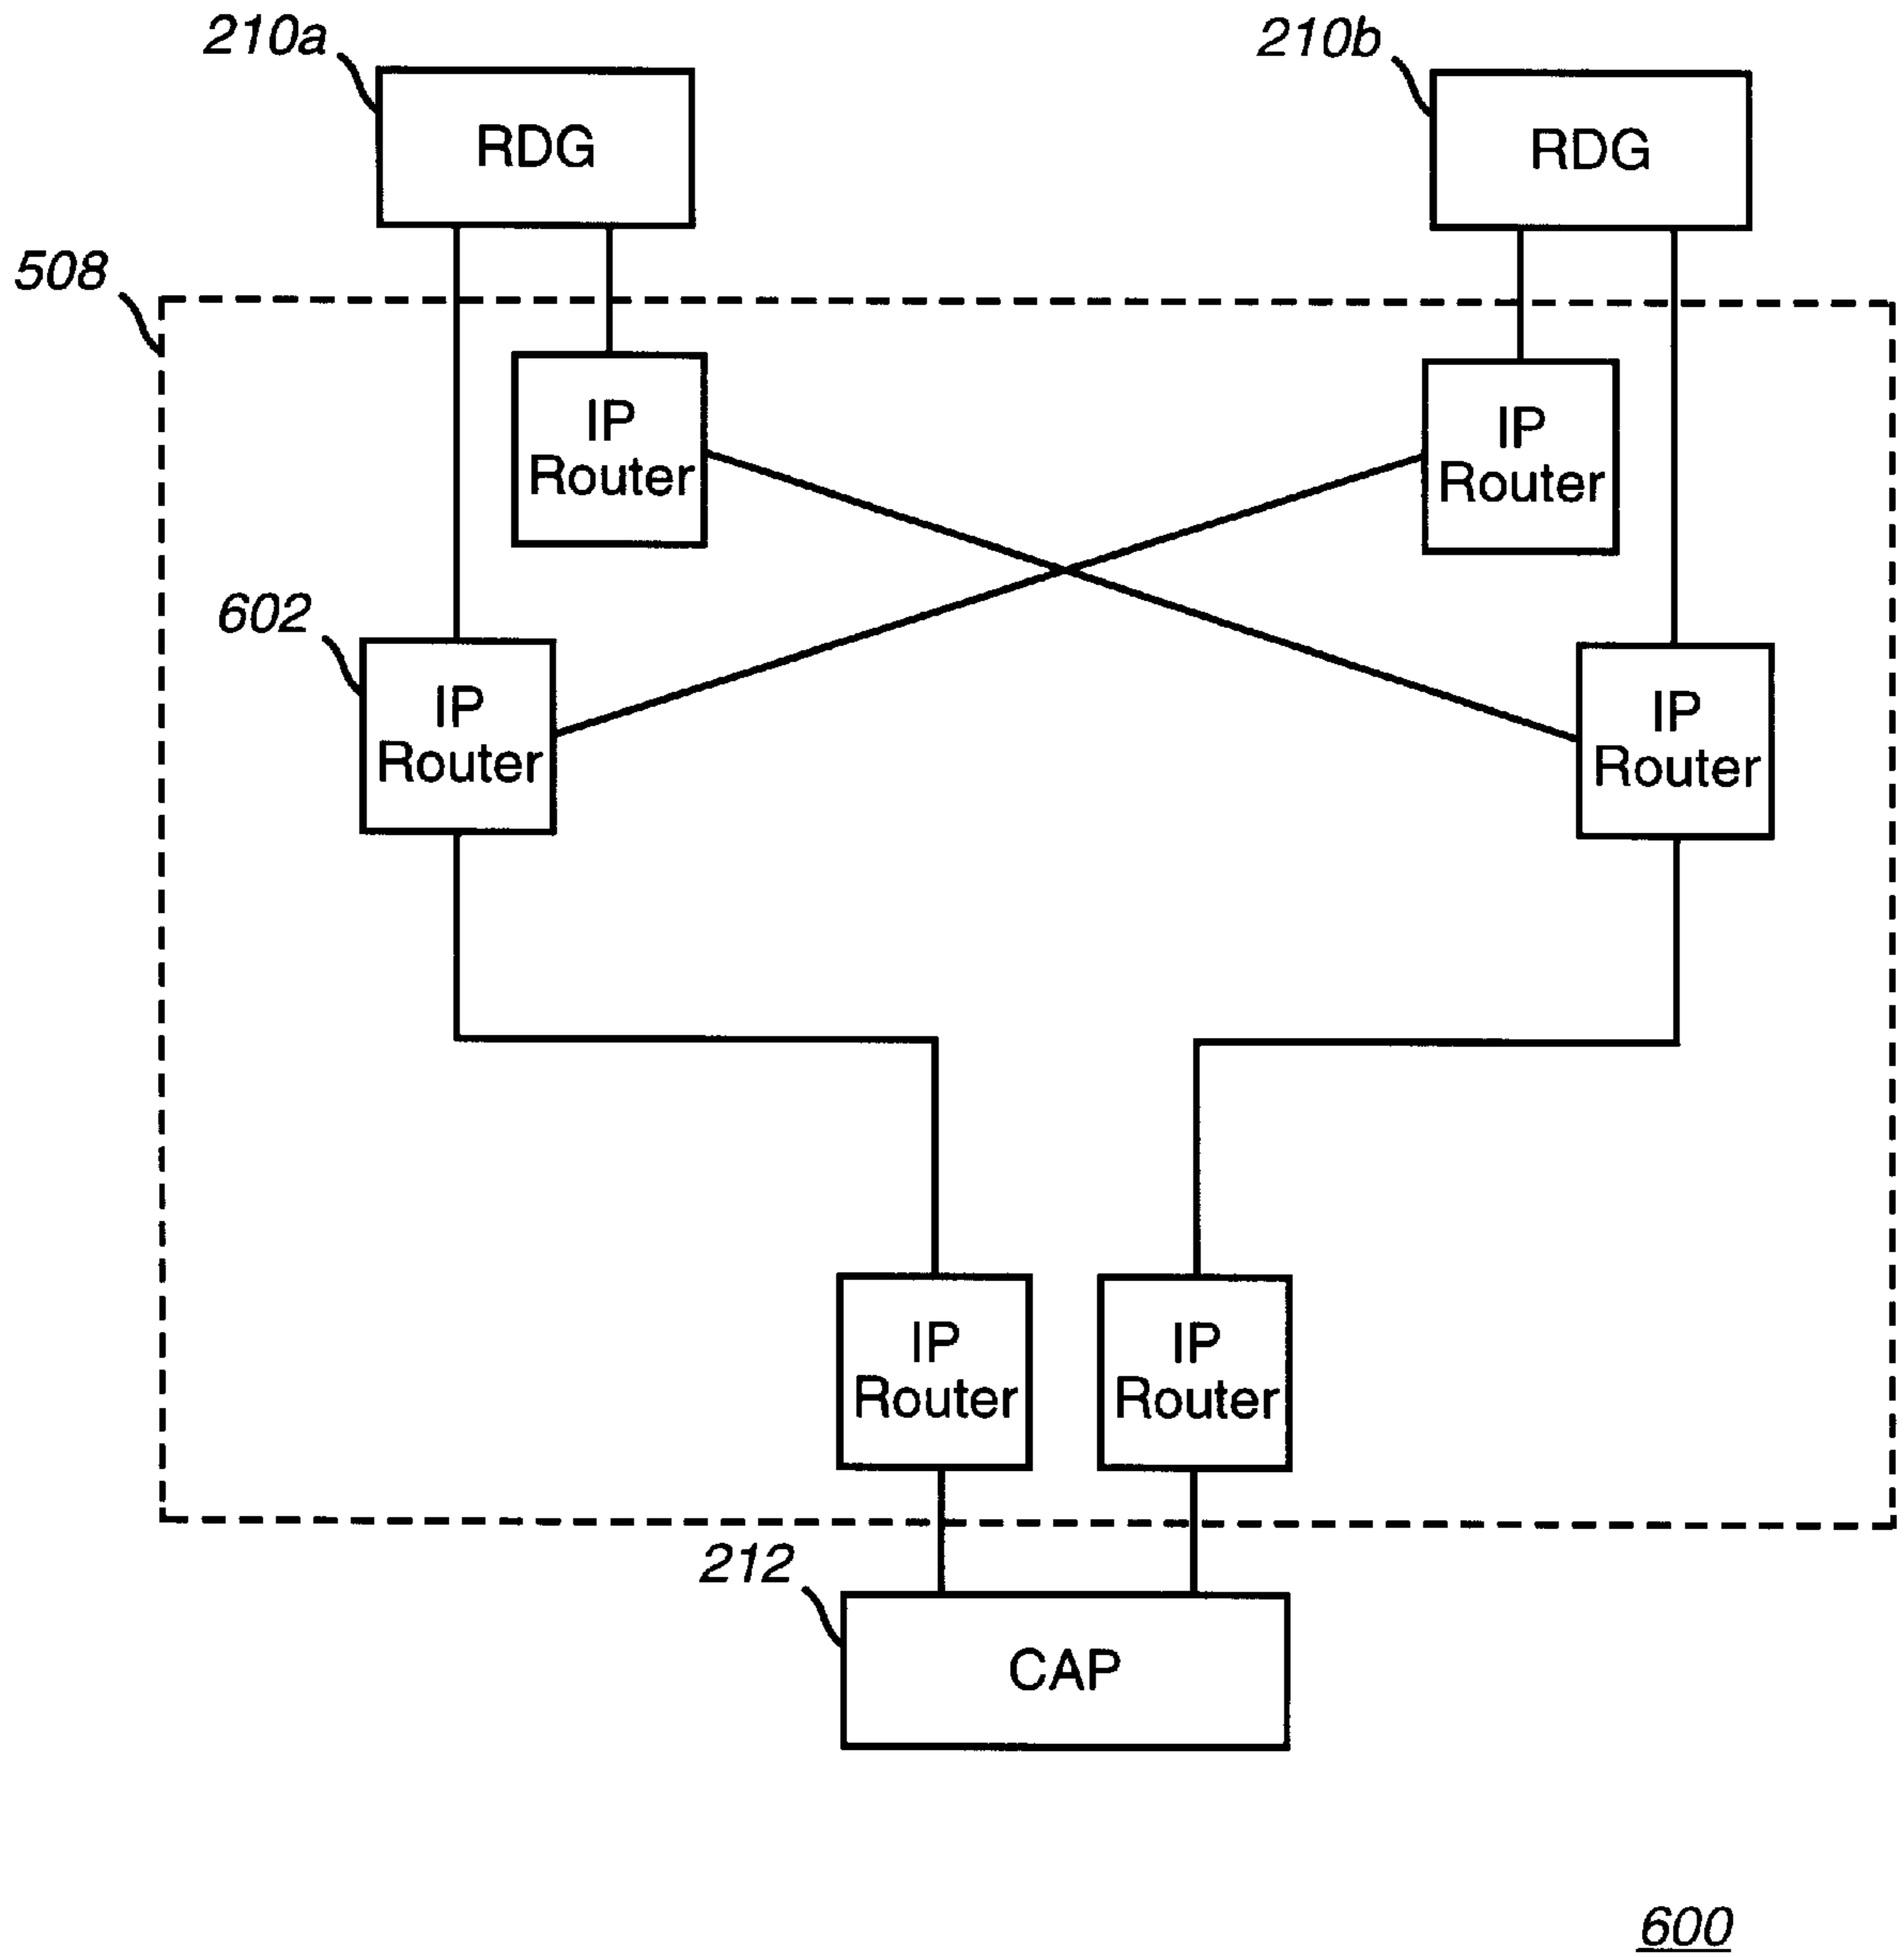 210a
210b
RDG
RDG
508
IP
Router
IP
Router
602
IP
Router
IP
Router
IP
Router
IP
Router
212
CAP
600